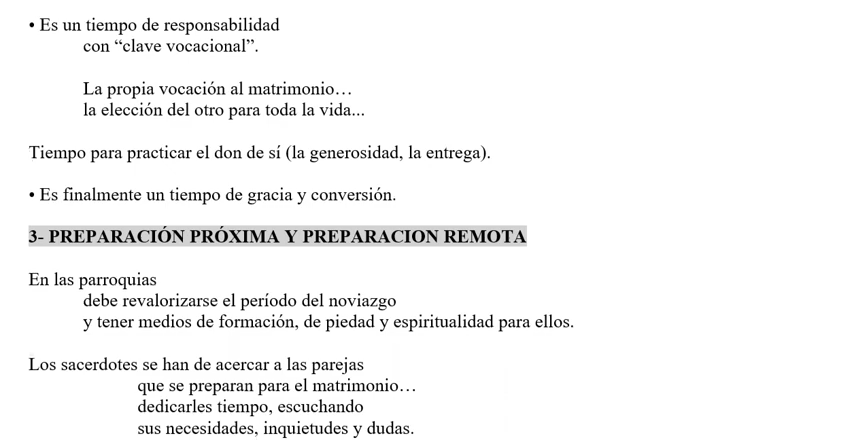 • Es un tiempo de responsabilidad
con “clave vocacional”.
La propia vocación al matrimonio…
la elección del otro para toda la vida...
Tiempo para practicar el don de sí (la generosidad, la entrega).
• Es finalmente un tiempo de gracia y conversión.
3- PREPARACIÓN PRÓXIMA Y PREPARACION REMOTA
En las parroquias
debe revalorizarse el período del noviazgo
y tener medios de formación, de piedad y espiritualidad para ellos.
Los sacerdotes se han de acercar a las parejas
que se preparan para el matrimonio…
dedicarles tiempo, escuchando
sus necesidades, inquietudes y dudas.